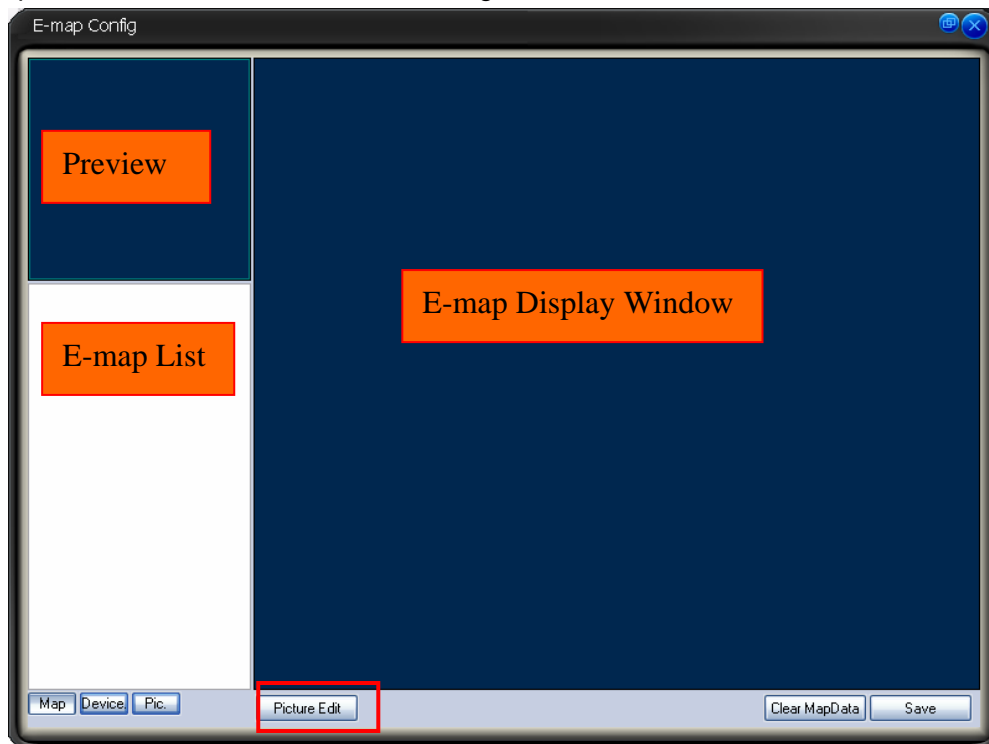 E-map Config
Preview
E-map Display Window
E-map List
Map Device Pic. Picture Edit Clear MapData Save